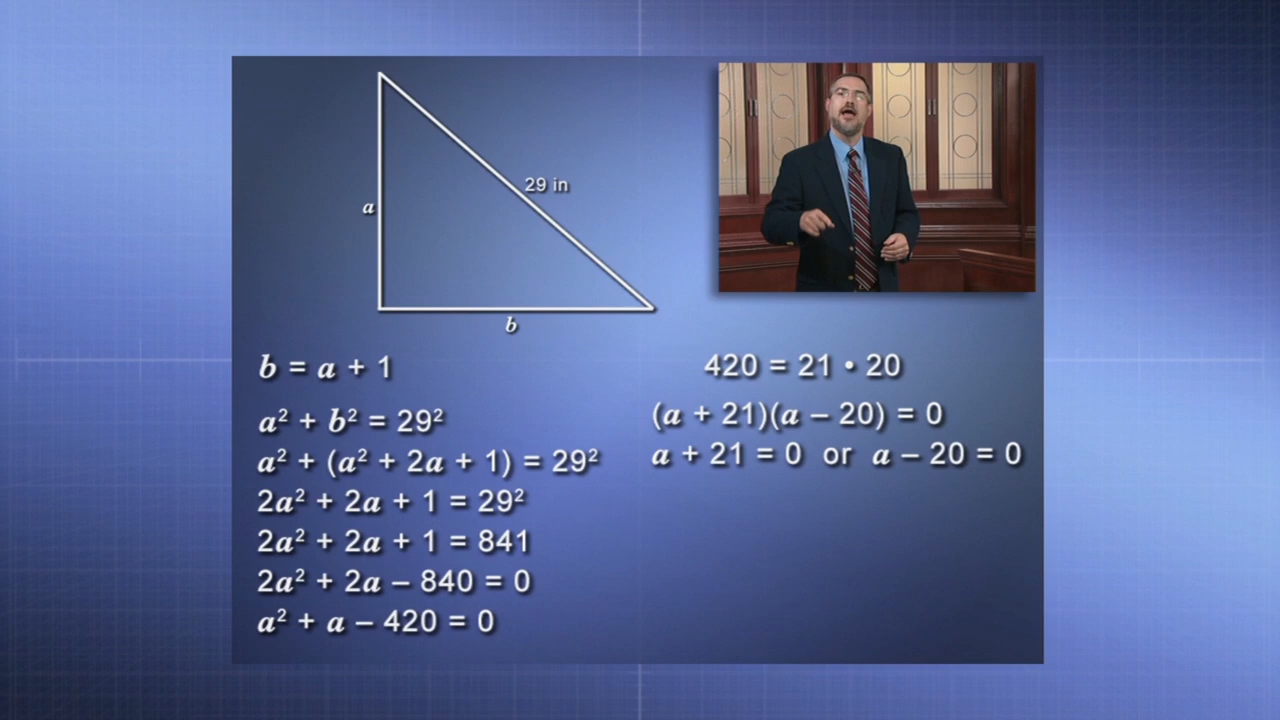 29 in
a
b
b = a + 1
a² + b² = 29²
a² + (a² + 2a + 1) = 29²
2a² + 2a + 1 = 29²
2a² + 2a + 1 = 841
2a² + 2a – 840 = 0
a² + a – 420 = 0
420 = 21 • 20
(a + 21)(a – 20) = 0
a + 21 = 0 or a – 20 = 0